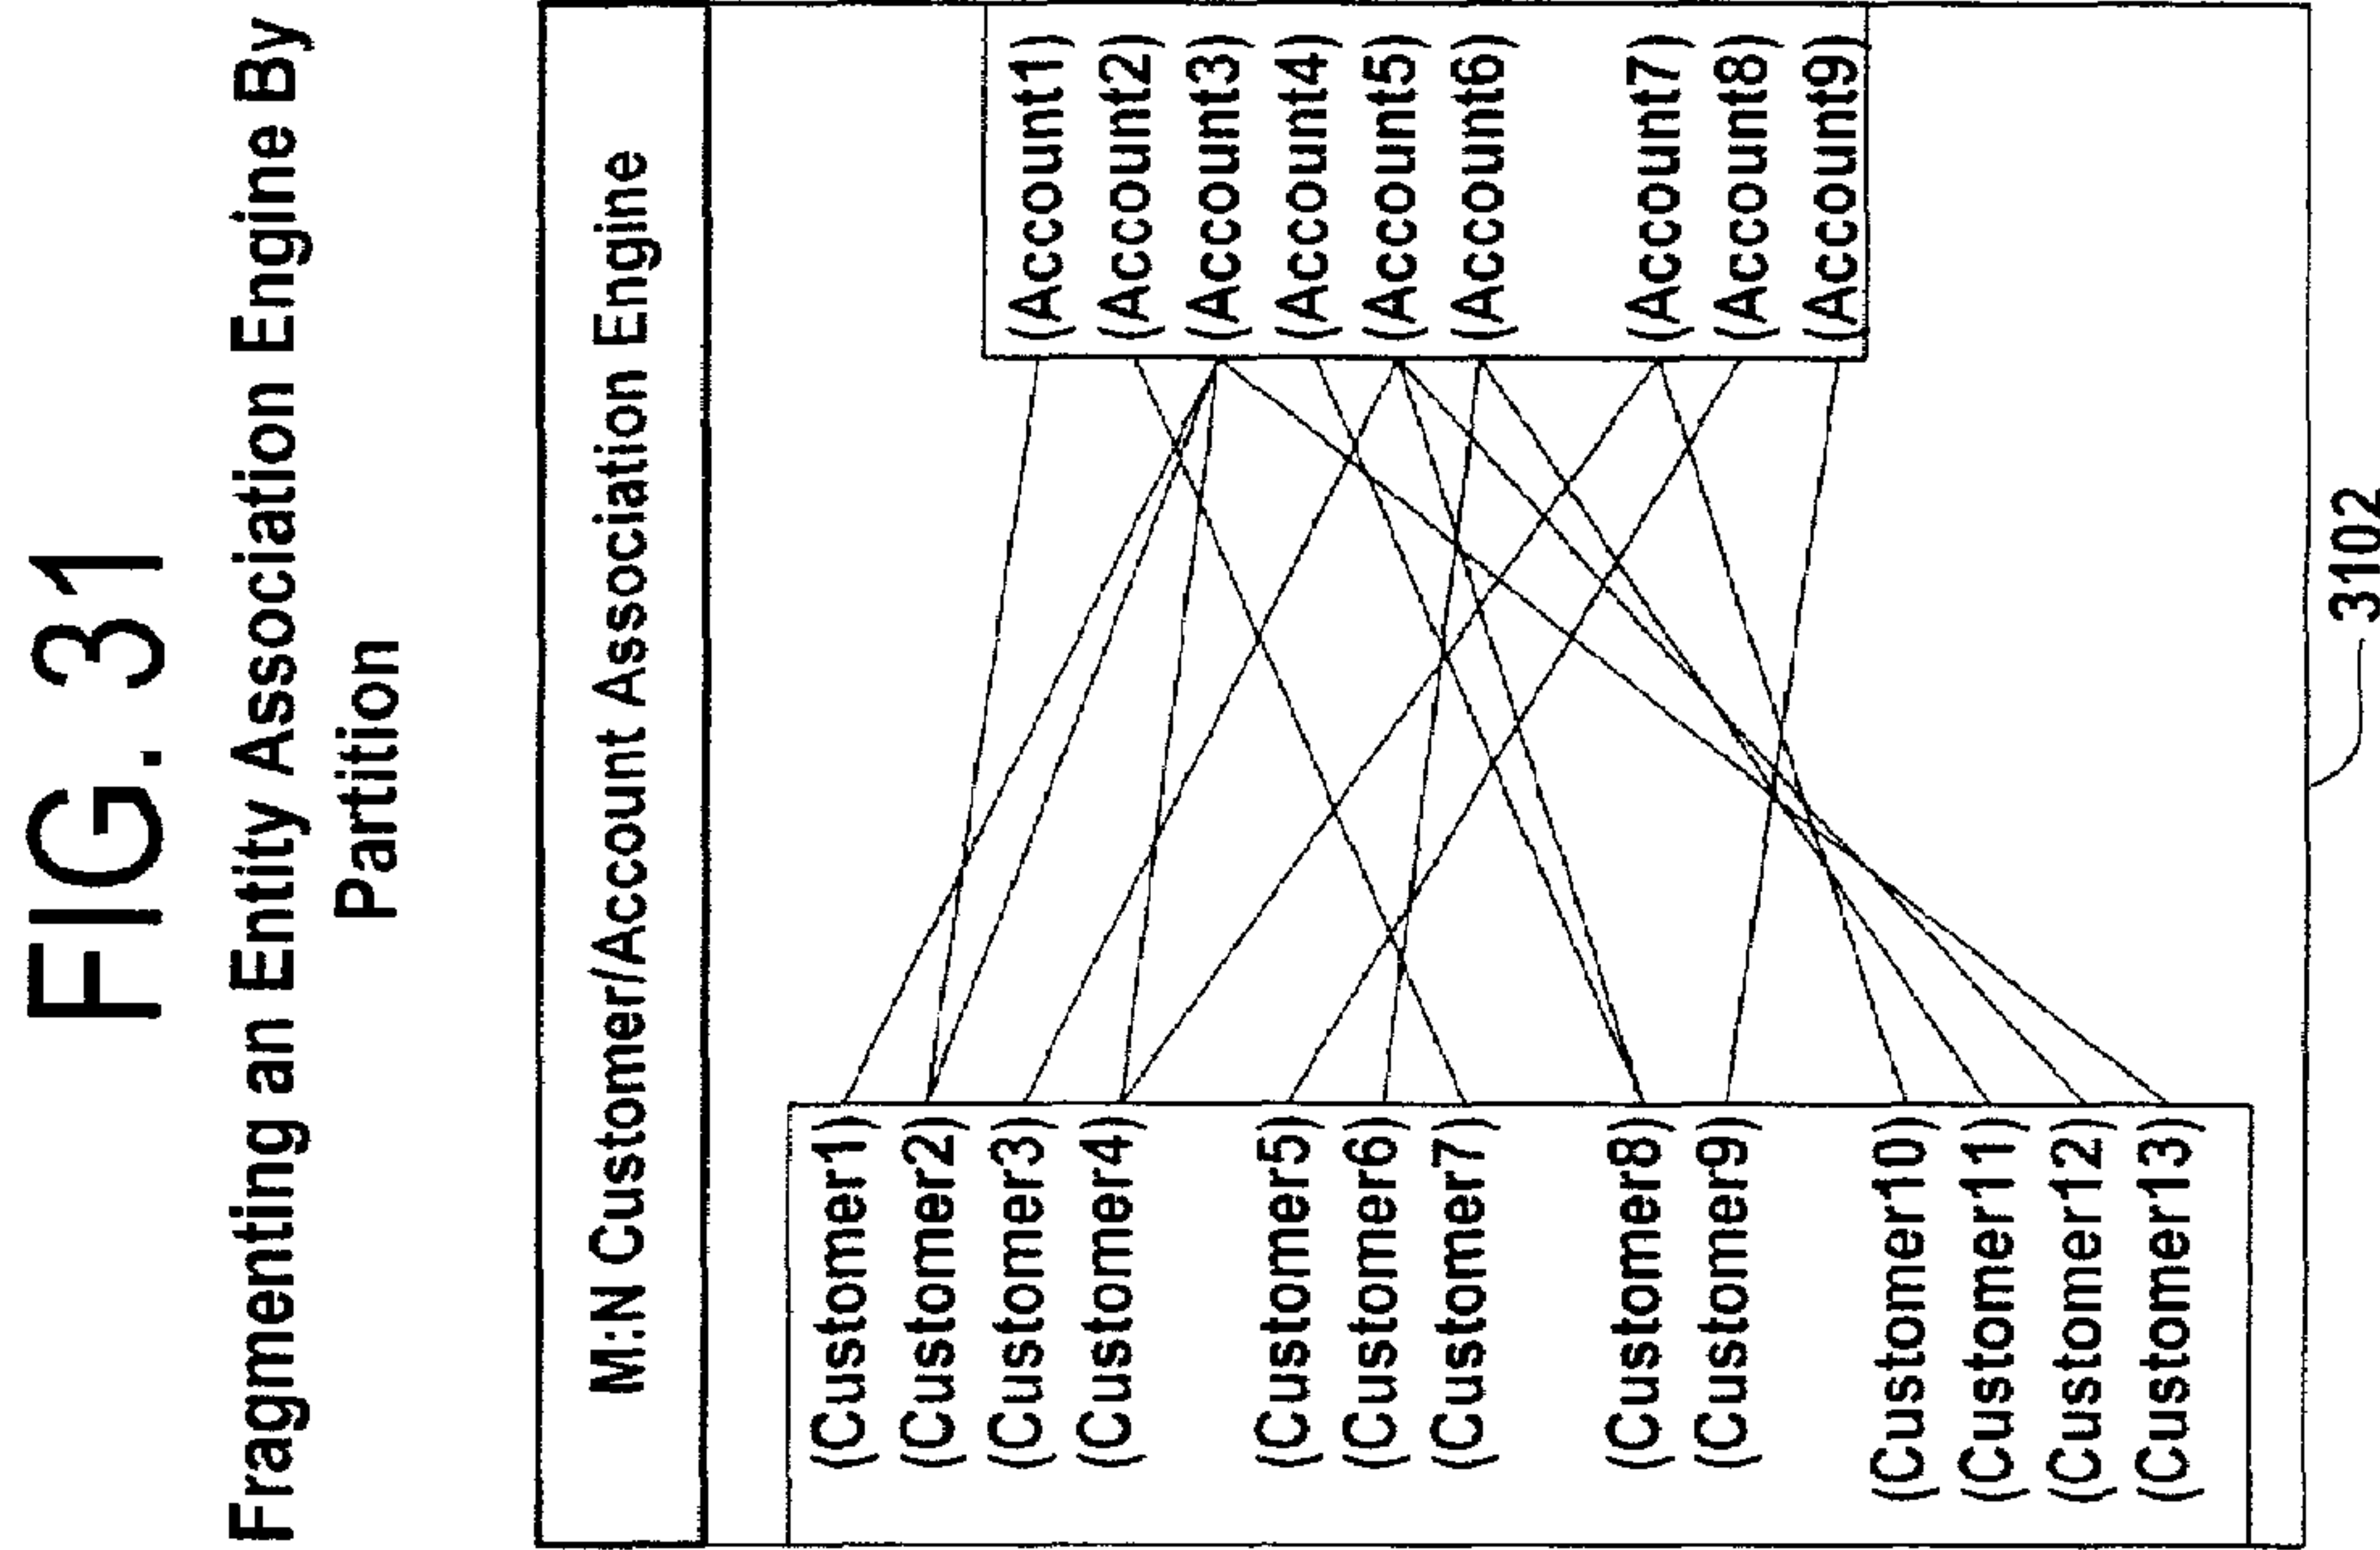 FIG. 31
Fragmenting an Entity Association Engine By
Partition
M:N Customer/Account Association Engine
(Customer1)
(Customer2)
(Customer3)
(Customer4)
(Customer5)
(Customer6)
(Customer7)
(Customer8)
(Customer9)
(Customer10)
(Customer11)
(Customer12)
(Customer13)
(Account1)
(Account2)
(Account3)
(Account4)
(Account5)
(Account6)
(Account7)
(Account8)
(Account9)
3102